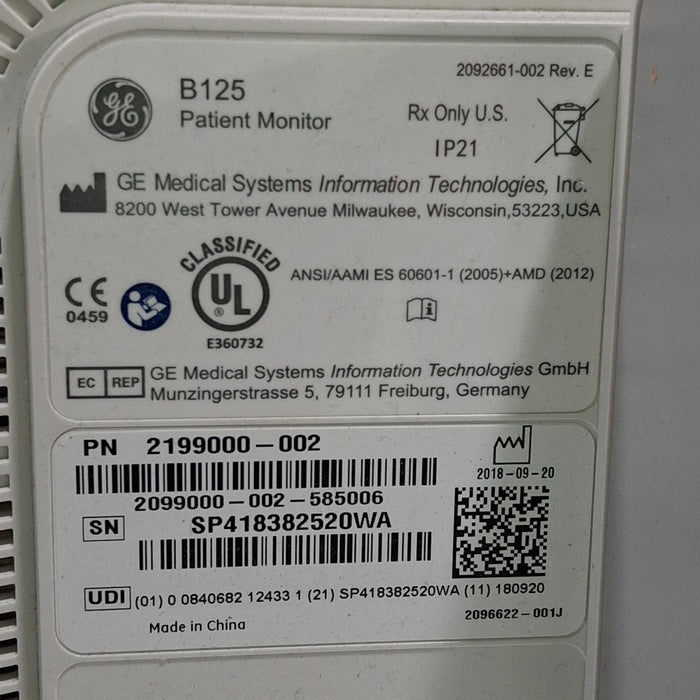 2092661-002 Rev. E
GE
B125
Patient Monitor
Rx Only U.S.
IP21
GE Medical Systems Information Technologies, Inc.
8200 West Tower Avenue Milwaukee, Wisconsin,53223,USA
CLASSIFIED
UL
®
E360732
CE
0459
ANSI/AAMI ES 60601-1 (2005)+AMD (2012)
i
EC REP
GE Medical Systems Information Technologies GmbH
Munzingerstrasse 5, 79111 Freiburg, Germany
PN 2199000-002
2018-09-20
2099000-002-585006
SN SP418382520WA
UDI (01) 0 0840682 12433 1 (21) SP418382520WA (11) 180920
2096622-001J
Made in China